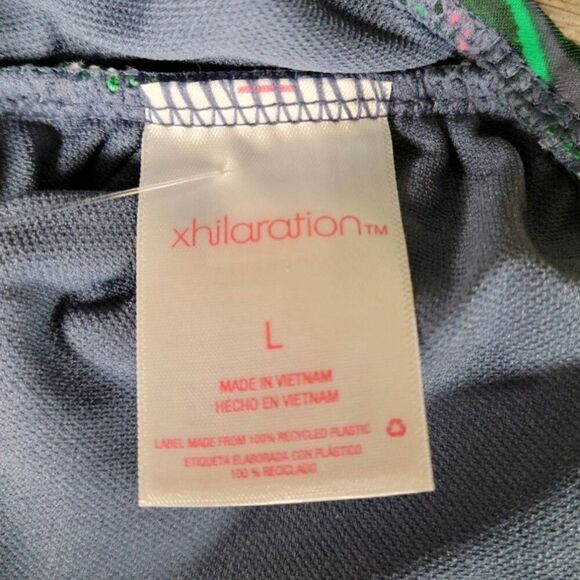 xhilaration™
L
MADE IN VIETNAM
HECHO EN VIETNAM
LABEL MADE FROM 100% RECYCLED PLASTIC
ETIQUETA ELABORADA CON PLÁSTICO
100 % RECICLADO